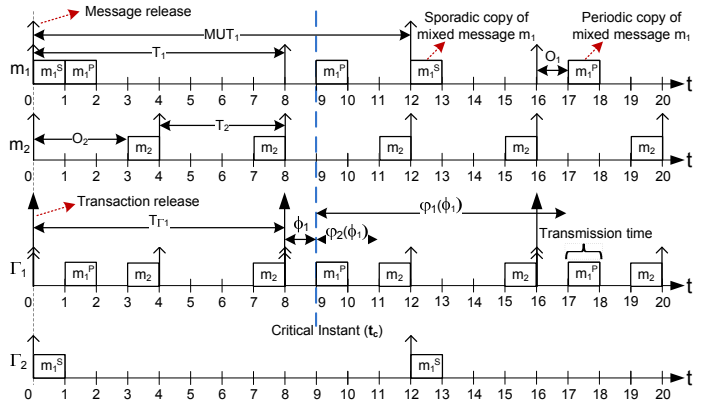 Message release
Sporadic copy of mixed message m₁
Periodic copy of mixed message m₁
MUT₁
T₁
O₁
m₁
m₁ˢ m₁ᴾ m₁ᴾ m₁ˢ m₁ᴾ
0 1 2 3 4 5 6 7 8 9 10 11 12 13 14 15 16 17 18 19 20 t
O₂ T₂
m₂
m₂ m₂ m₂ m₂ m₂
0 1 2 3 4 5 6 7 8 9 10 11 12 13 14 15 16 17 18 19 20 t
Transaction release
T_Γ₁ ϕ₁ φ₁(ϕ₁)
φ₂(ϕ₁) Transmission time
Γ₁
m₁ᴾ m₂ m₂ m₁ᴾ m₂ m₂ m₁ᴾ m₂
0 1 2 3 4 5 6 7 8 9 10 11 12 13 14 15 16 17 18 19 20 t
Critical Instant (t_c)
Γ₂
m₁ˢ m₁ˢ
0 1 2 3 4 5 6 7 8 9 10 11 12 13 14 15 16 17 18 19 20 t